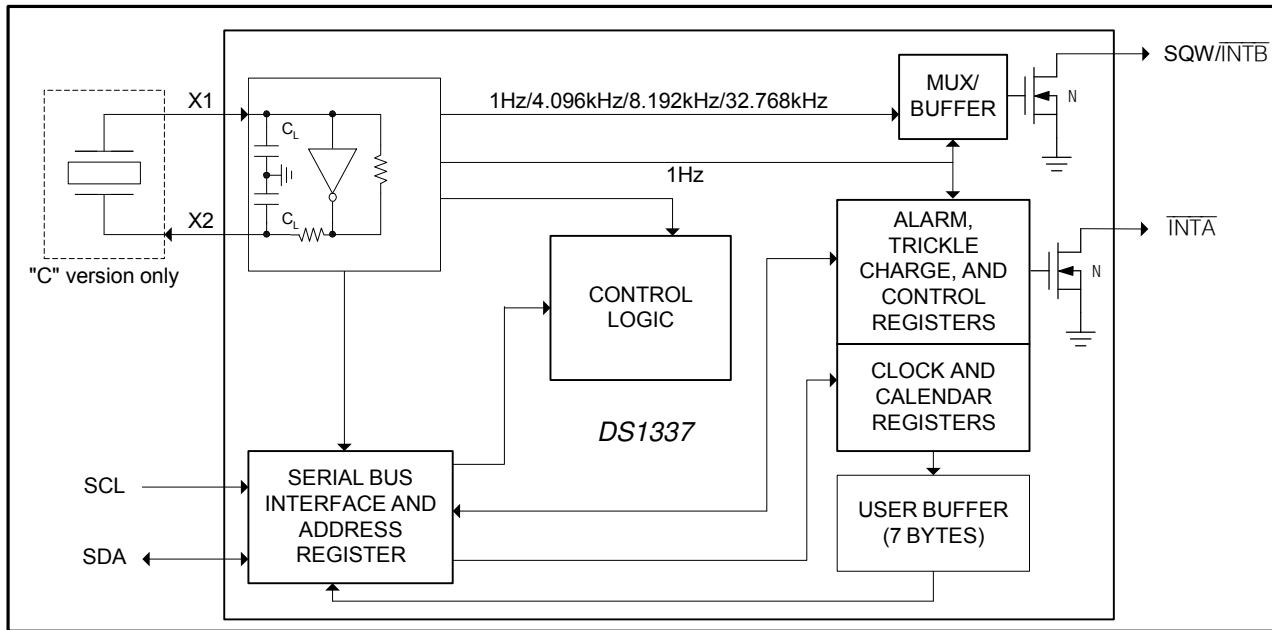 SQW/INTB
MUX/
BUFFER
N
X1
1Hz/4.096kHz/8.192kHz/32.768kHz
CL
1Hz
X2
CL
"C" version only
ALARM,
TRICKLE
CHARGE, AND
CONTROL
REGISTERS
INTA
N
CONTROL
LOGIC
CLOCK AND
CALENDAR
REGISTERS
DS1337
SCL
SDA
SERIAL BUS
INTERFACE AND
ADDRESS
REGISTER
USER BUFFER
(7 BYTES)